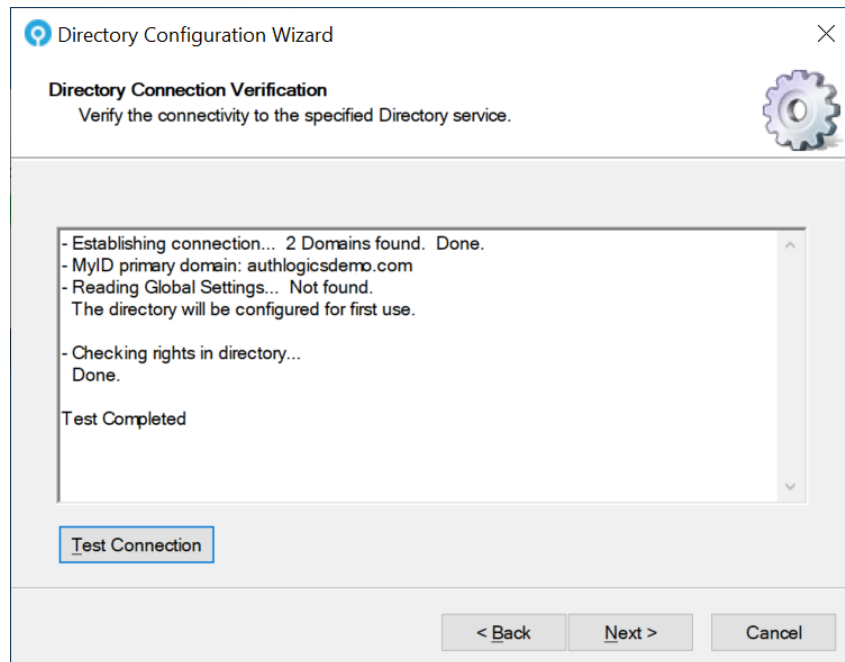 Directory Configuration Wizard
Directory Connection Verification
Verify the connectivity to the specified Directory service.
- Establishing connection...  2 Domains found.  Done.
- MyID primary domain: authlogicsdemo.com
- Reading Global Settings...  Not found.
The directory will be configured for first use.
- Checking rights in directory...
Done.
Test Completed
Test Connection
< Back
Next >
Cancel